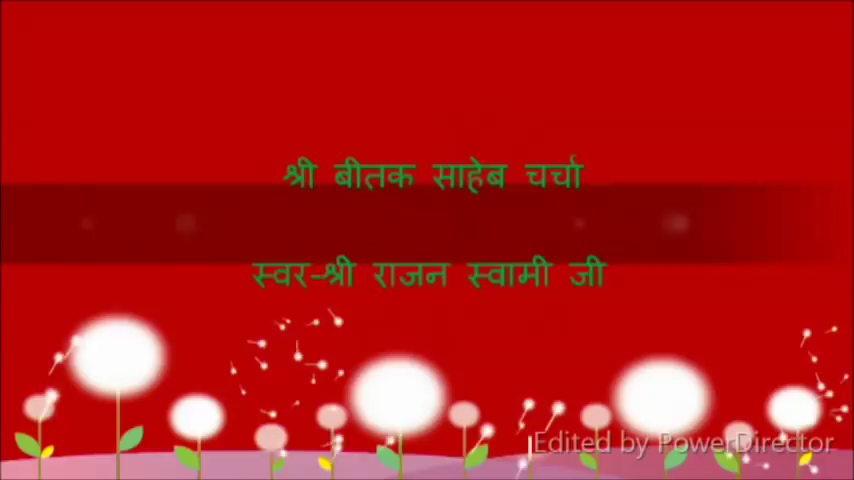 श्री बीतक साहेब चर्चा
स्वर-श्री राजन स्वामी जी
Edited by PowerDirector